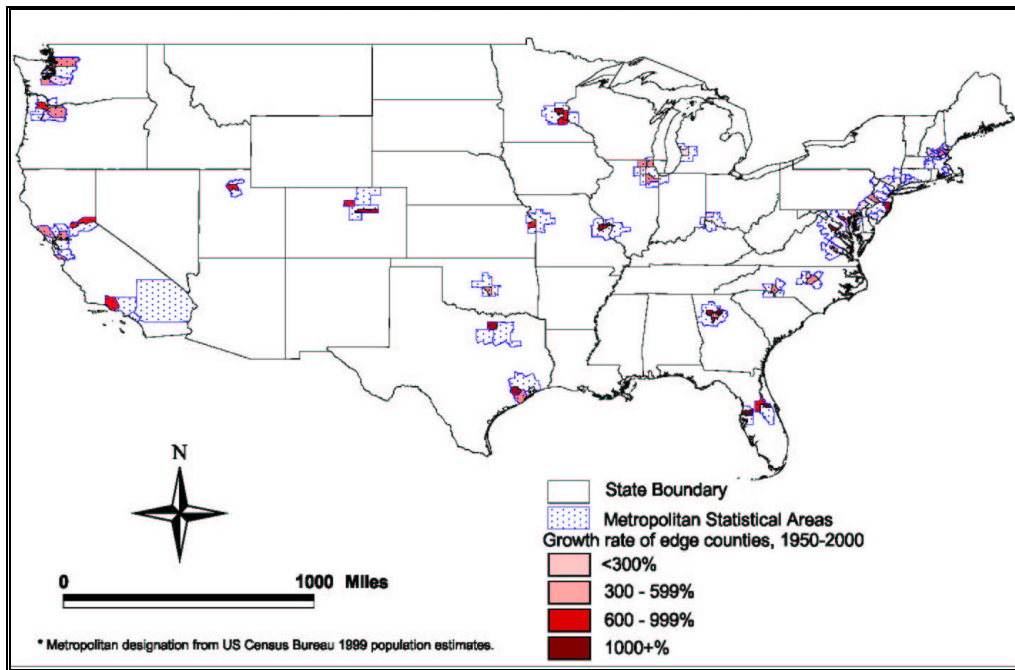 N
0 1000 Miles
* Metropolitan designation from US Census Bureau 1999 population estimates.
State Boundary
Metropolitan Statistical Areas
Growth rate of edge counties, 1950-2000
<300%
300 - 599%
600 - 999%
1000+%